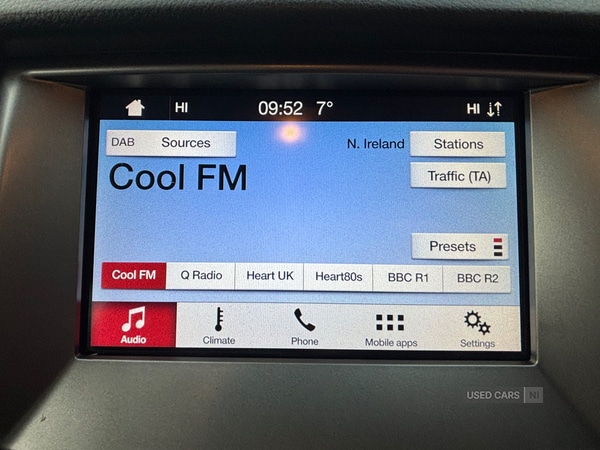 HI 09:52 7° HI
DAB Sources N. Ireland Stations
Cool FM Traffic (TA)
Presets
Cool FM Q Radio Heart UK Heart80s BBC R1 BBC R2
Audio Climate Phone Mobile apps Settings
USED CARS NI